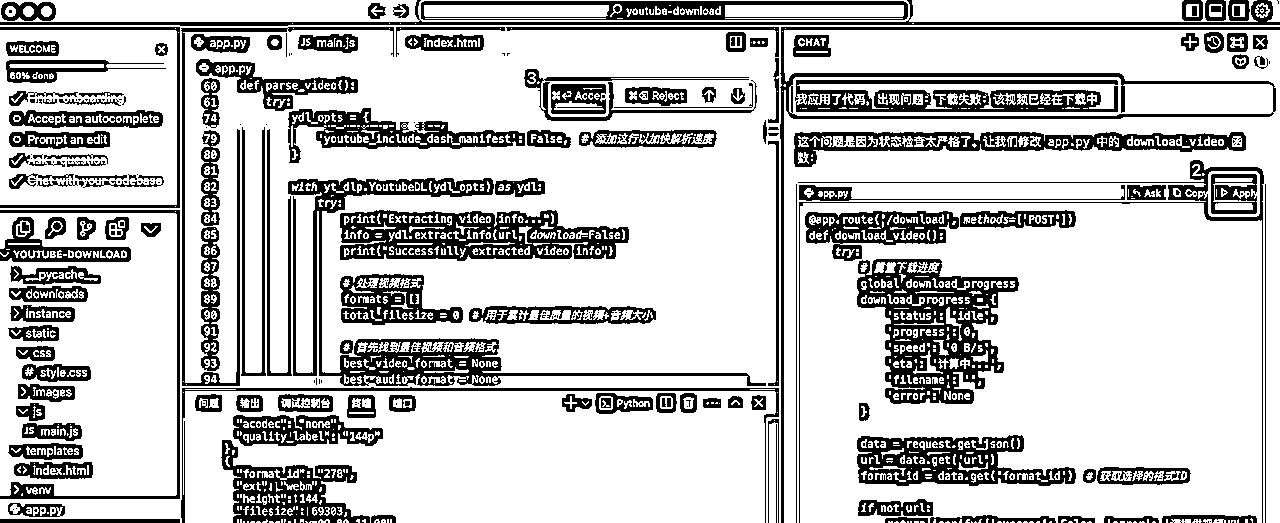 youtube-download
WELCOME
60% done
Finish onboarding
Accept an autocomplete
Prompt an edit
Ask a question
Chat with your codebase
YOUTUBE-DOWNLOAD
__pycache__
downloads
instance
static
css
# style.css
images
js
JS main.js
templates
<> index.html
venv
app.py
app.py
JS main.js
<> index.html
app.py
3.
⌘⏎ Accept
⌘⌫ Reject
60 def parse_video():
61 try:
74 ydl_opts = {
79 'youtube_include_dash_manifest': False, # 添加这行以加快解析速度
80 }
81
82 with yt_dlp.YoutubeDL(ydl_opts) as ydl:
83 try:
84 print("Extracting video info...")
85 info = ydl.extract_info(url, download=False)
86 print("Successfully extracted video info")
87
88 # 处理视频格式
89 formats = []
90 total_filesize = 0 # 用于累计最佳质量的视频+音频大小
91
92 # 首先找到最佳视频和音频格式
93 best_video_format = None
94 best_audio_format = None
问题 输出 调试控制台 终端 端口
Python
"acodec": "none",
"quality_label": "144p"
},
{
"format_id": "278",
"ext": "webm",
"height": 144,
"filesize": 69303,
CHAT
我应用了代码，出现问题：下载失败: 该视频已经在下载中
这个问题是因为状态检查太严格了。让我们修改 app.py 中的 download_video 函
数：
2.
app.py
Ask
Copy
Apply
@app.route('/download', methods=['POST'])
def download_video():
try:
# 重置下载进度
global download_progress
download_progress = {
'status': 'idle',
'progress': 0,
'speed': '0 B/s',
'eta': '计算中...',
'filename': '',
'error': None
}
data = request.get_json()
url = data.get('url')
format_id = data.get('format_id') # 获取选择的格式ID
if not url: